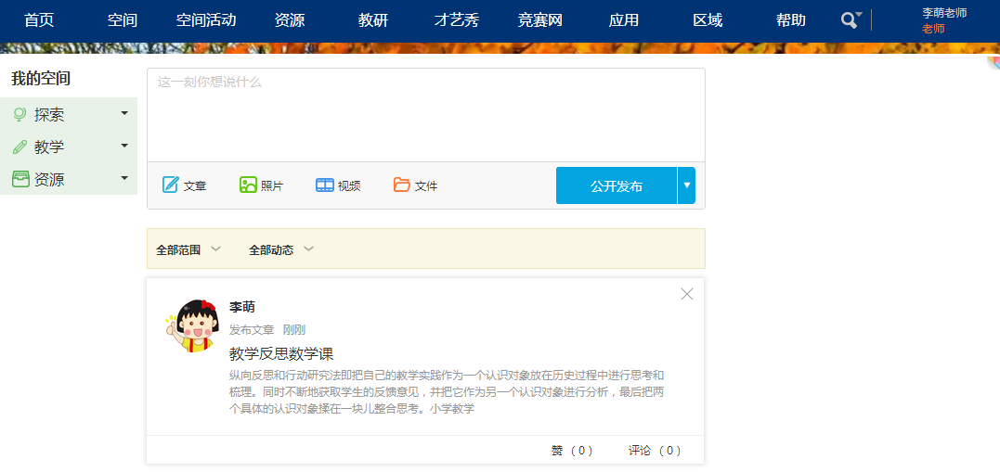 首页 空间 空间活动 资源 教研 才艺秀 竞赛网 应用 区域 帮助 李萌老师
老师
我的空间
探索
教学
资源
这一刻你想说什么
文章 照片 视频 文件 公开发布
全部范围 全部动态
李萌
发布文章 刚刚
教学反思数学课
纵向反思和行动研究法即把自己的教学实践作为一个认识对象放在历史过程中进行思考和
梳理。同时不断地获取学生的反馈意见，并把它作为另一个认识对象进行分析，最后把两
个具体的认识对象揉在一块儿整合思考。小学教学
赞 （0） 评论 （0）